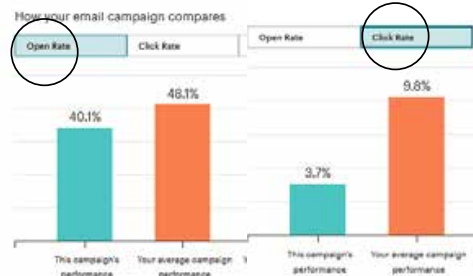 How your email campaign compares
Open Rate
Click Rate
48.1%
40.1%
This campaign's
performance
Your average campaign
performance
Open Rate
Click Rate
9.8%
3.7%
This campaign's
performance
Your average campaign
performance